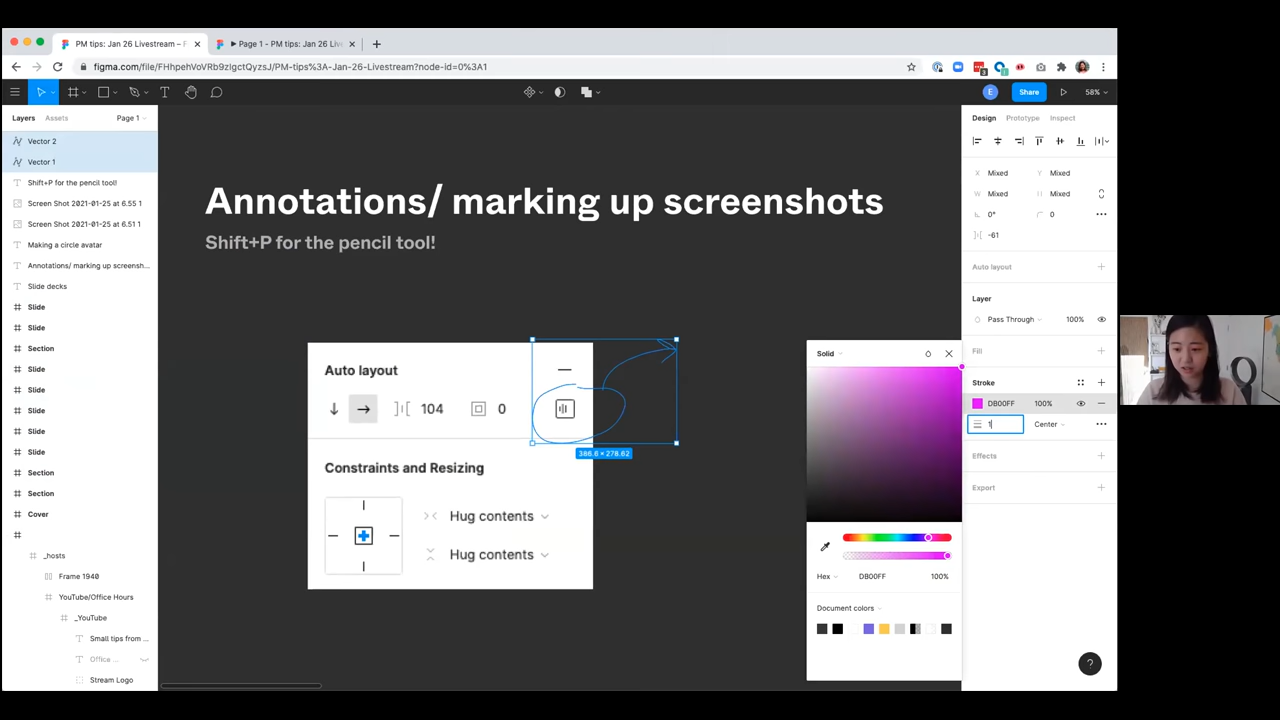 PM tips: Jan 26 Livestream – F
Page 1 - PM tips: Jan 26 Live
figma.com/file/FHhpehVoVRb9zIgctQyzsJ/PM-tips%3A-Jan-26-Livestream?node-id=0%3A1
E
Share
58%
Layers
Assets
Page 1
Vector 2
Vector 1
Shift+P for the pencil tool!
Screen Shot 2021-01-25 at 6.55 1
Screen Shot 2021-01-25 at 6.51 1
Making a circle avatar
Annotations/ marking up screensh...
Slide decks
Slide
Slide
Section
Slide
Slide
Slide
Slide
Slide
Section
Section
Cover
_hosts
Frame 1940
YouTube/Office Hours
_YouTube
Small tips from ...
Office ...
Stream Logo
Annotations/ marking up screenshots
Shift+P for the pencil tool!
Auto layout
104
0
Constraints and Resizing
Hug contents
Hug contents
386.6 × 278.62
Solid
Hex
DB00FF
100%
Document colors
Design
Prototype
Inspect
X
Mixed
Y
Mixed
W
Mixed
H
Mixed
0°
0
-61
Auto layout
Layer
Pass Through
100%
Fill
Stroke
DB00FF
100%
1
Center
Effects
Export
?